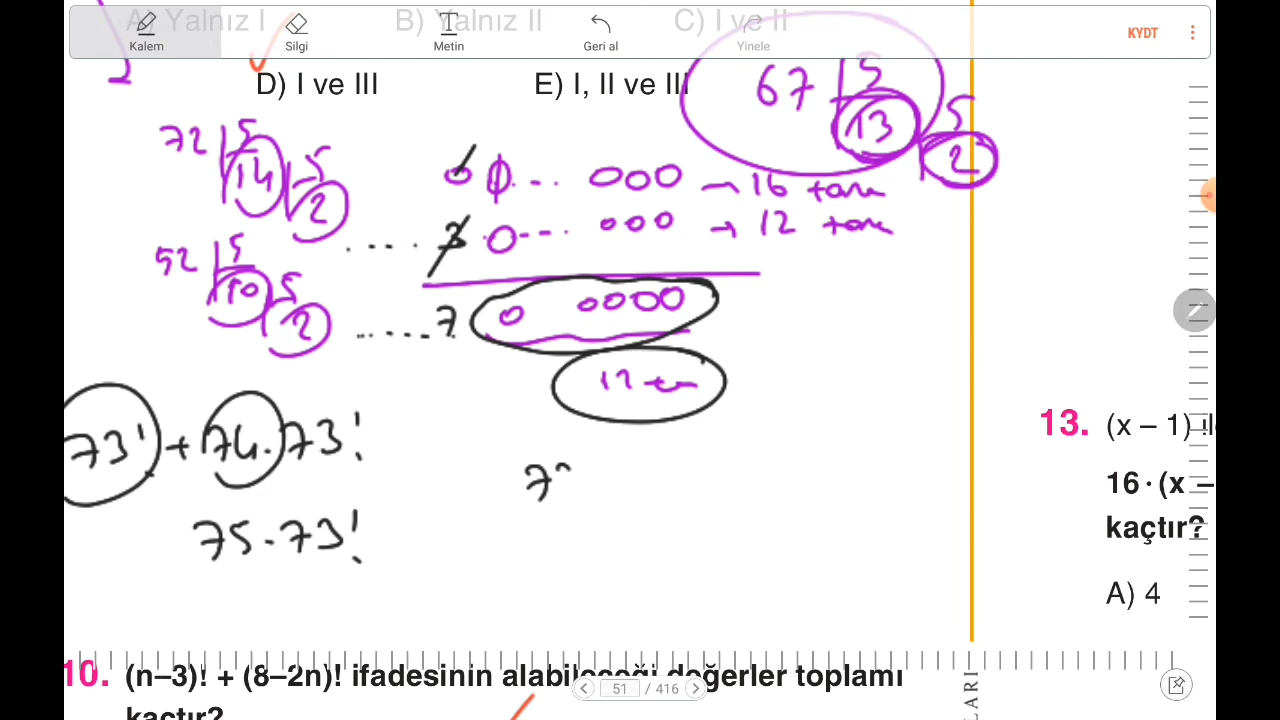 A) Yalnız I B) Yalnız II C) I ve II
Kalem Silgi Metin Geri al Yinele KYDT
D) I ve III E) I, II ve III
67 5
13 5
2
72 5
14 5
2
000 → 16 tane
52 5
10 5
2
.... 3 0 --- 000 → 12 tane
..... 7 0 0000
12
73! + 74.73!
75.73!
7
13. (x – 1)
16 · (x –
kaçtır?
A) 4
10. (n–3)! + (8–2n)! ifadesinin alabileceği değerler toplamı
kaçtır?
51 / 416
LARI